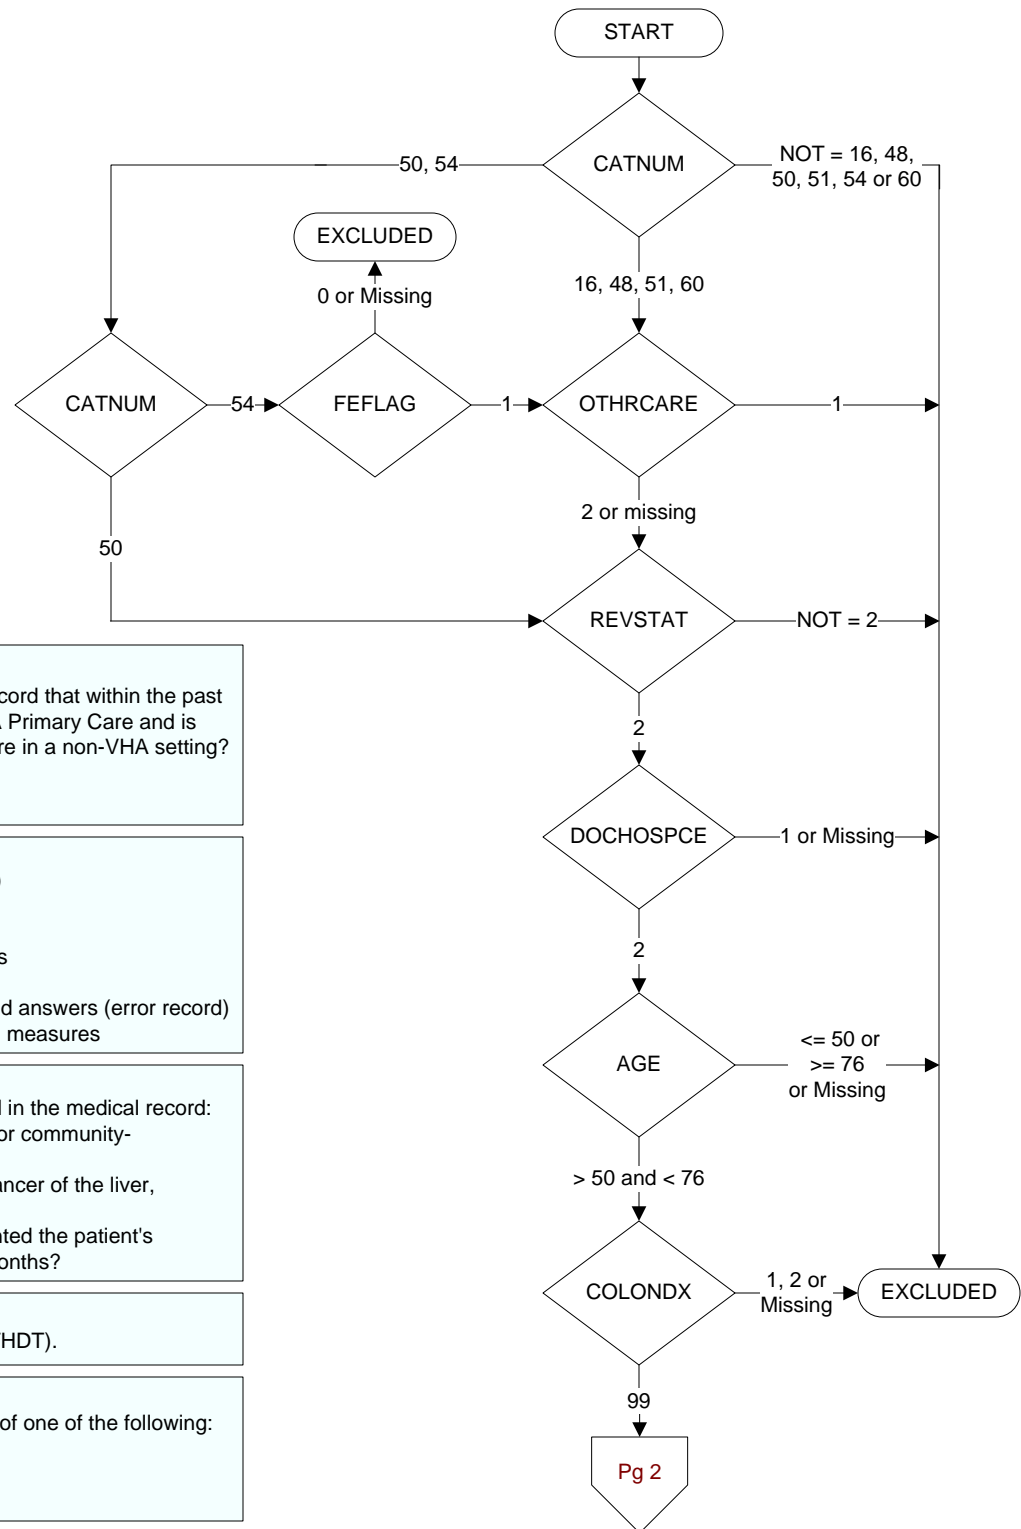 START
CATNUM
50, 54
NOT = 16, 48,
50, 51, 54 or 60
EXCLUDED
0 or Missing
16, 48, 51, 60
CATNUM
54
FEFLAG
1
OTHRCARE
1
2 or missing
50
REVSTAT
NOT = 2
2
DOCHOSPCE
1 or Missing
2
AGE
<= 50 or
>= 76
or Missing
> 50 and < 76
COLONDX
1, 2 or
Missing
EXCLUDED
99
Pg 2
cord that within the past
Primary Care and is
re in a non-VHA setting?
s
d answers (error record)
measures
in the medical record:
or community-
ancer of the liver,
nted the patient's
onths?
HDT).
of one of the following: